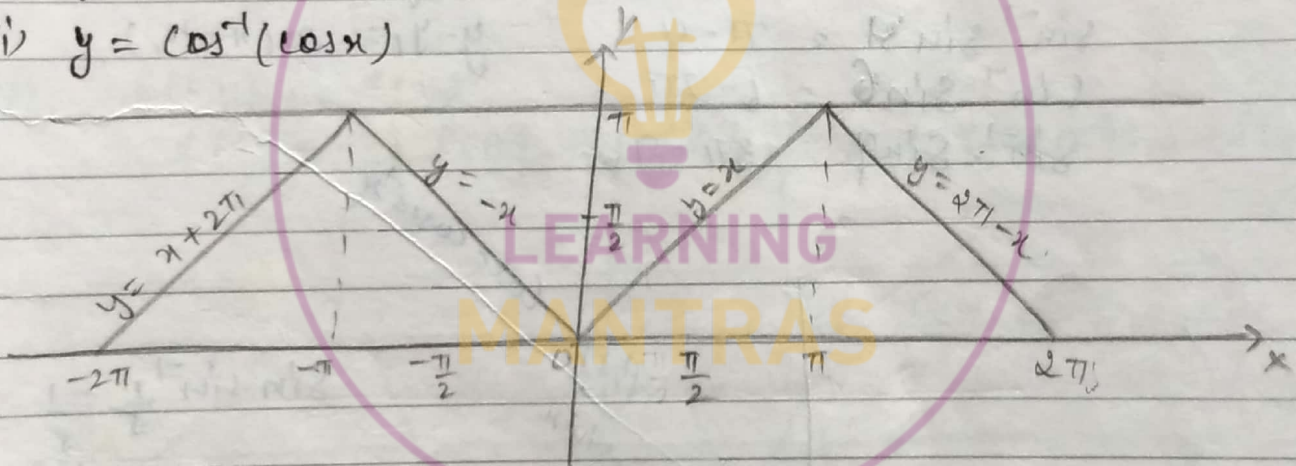 i) y = cos⁻¹(cosx)
y
π
y = x + 2π
y = -x
π/2
y = x
y = 2π - x
LEARNING
MANTRAS
-2π
-π
-π/2
0
π/2
π
2π
x